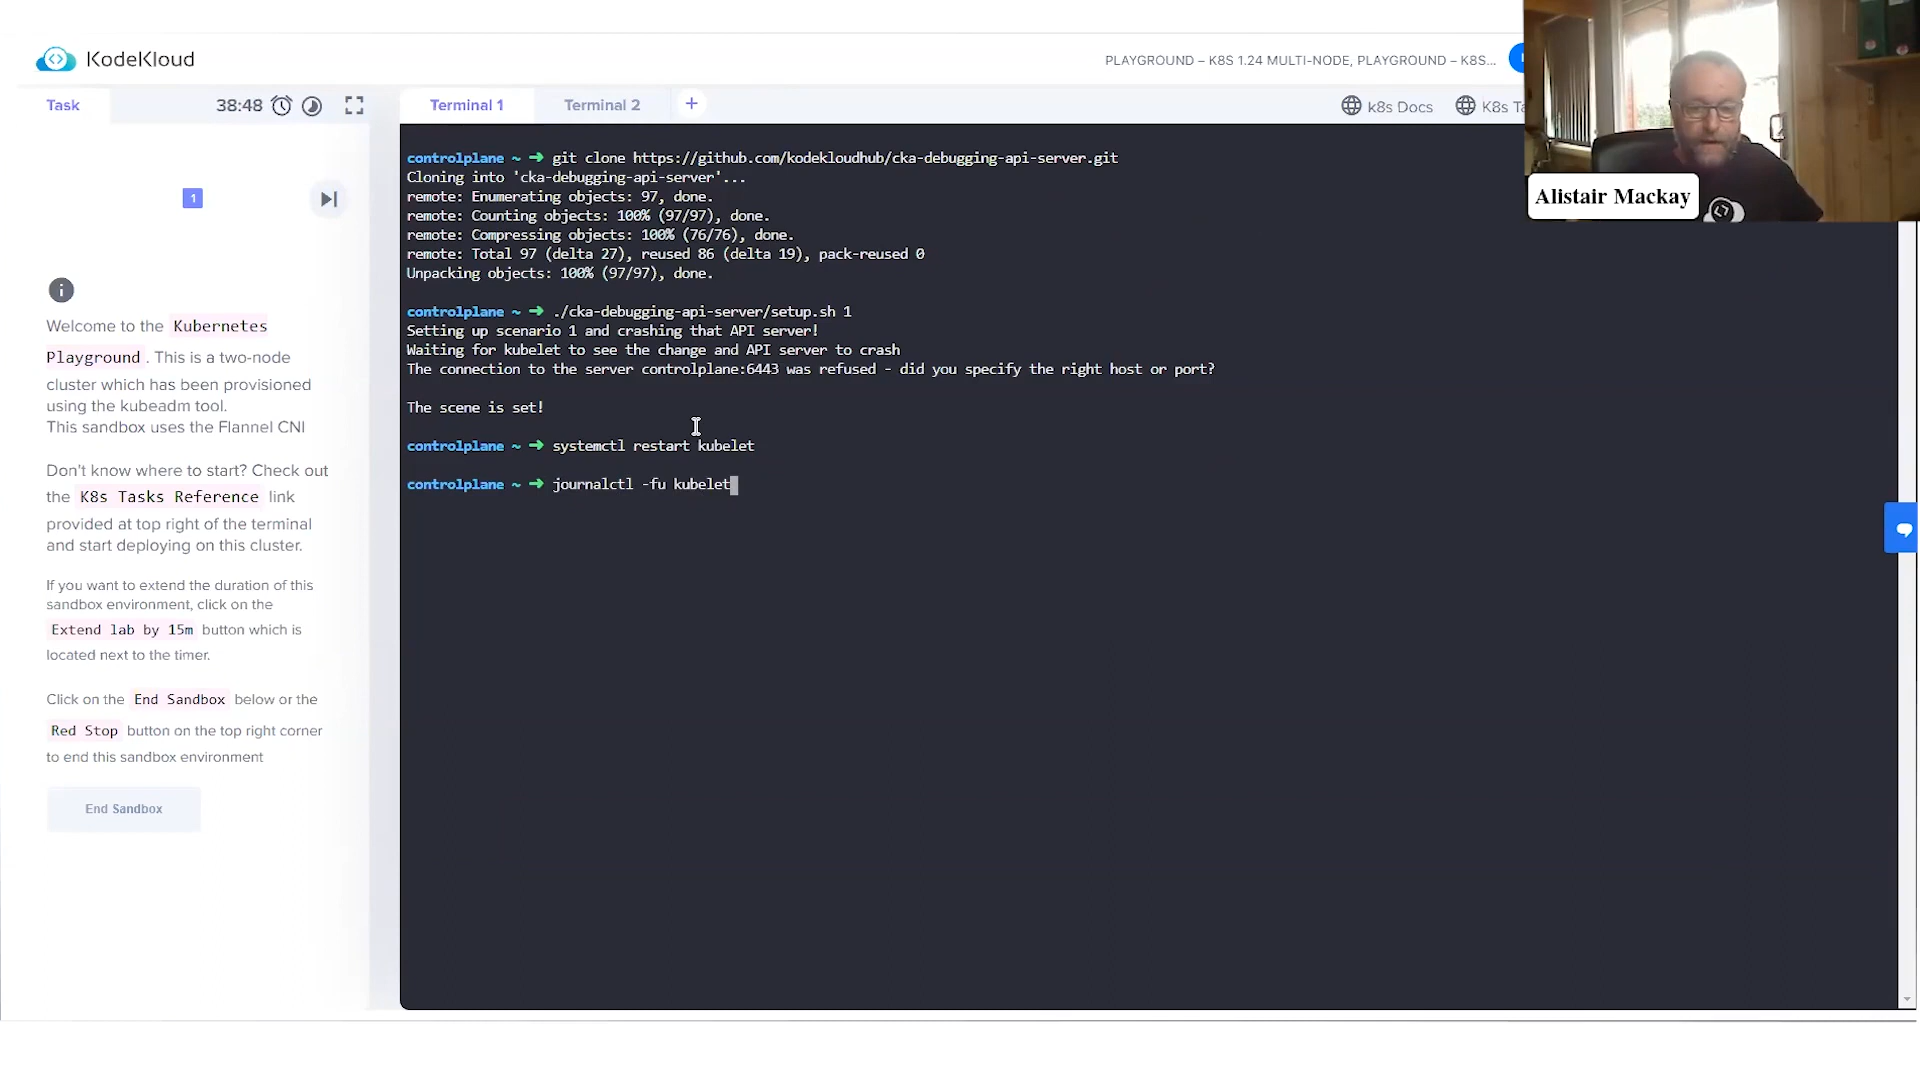 KodeKloud
PLAYGROUND – K8S 1.24 MULTI-NODE, PLAYGROUND – K8S...
Task
38:48
Terminal 1
Terminal 2
+
k8s Docs
K8s Ta
Alistair Mackay
1
Welcome to the Kubernetes
Playground. This is a two-node
cluster which has been provisioned
using the kubeadm tool.
This sandbox uses the Flannel CNI
Don't know where to start? Check out
the K8s Tasks Reference link
provided at top right of the terminal
and start deploying on this cluster.
If you want to extend the duration of this
sandbox environment, click on the
Extend lab by 15m button which is
located next to the timer.
Click on the End Sandbox below or the
Red Stop button on the top right corner
to end this sandbox environment
End Sandbox
controlplane ~ ➜ git clone https://github.com/kodekloudhub/cka-debugging-api-server.git
Cloning into 'cka-debugging-api-server'...
remote: Enumerating objects: 97, done.
remote: Counting objects: 100% (97/97), done.
remote: Compressing objects: 100% (76/76), done.
remote: Total 97 (delta 27), reused 86 (delta 19), pack-reused 0
Unpacking objects: 100% (97/97), done.
controlplane ~ ➜ ./cka-debugging-api-server/setup.sh 1
Setting up scenario 1 and crashing that API server!
Waiting for kubelet to see the change and API server to crash
The connection to the server controlplane:6443 was refused - did you specify the right host or port?
The scene is set!
controlplane ~ ➜ systemctl restart kubelet
controlplane ~ ➜ journalctl -fu kubelet